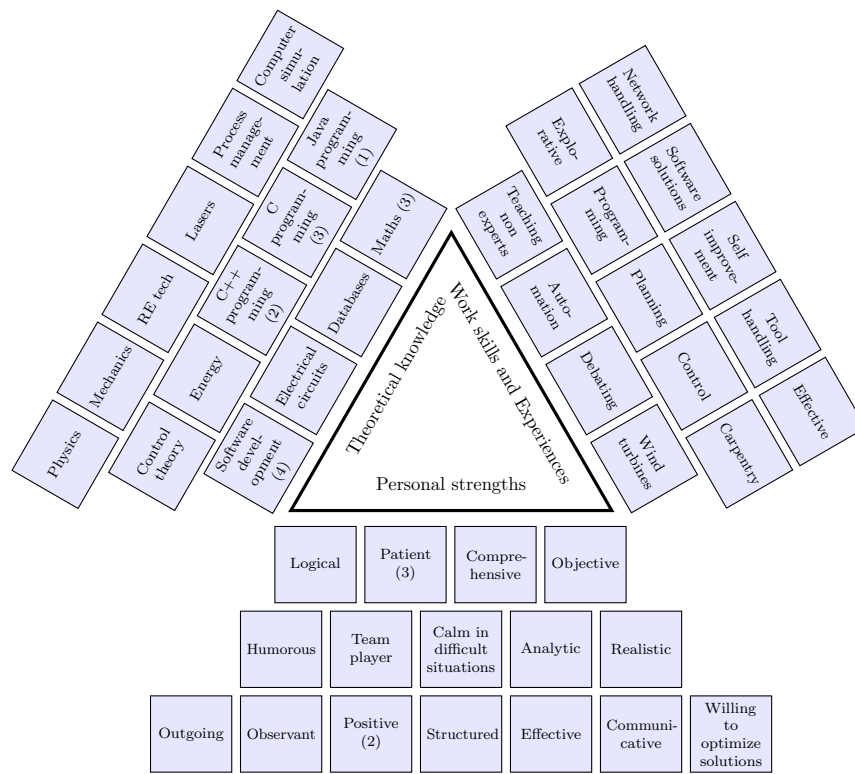 Computer
simu-
lation
Process
manage-
ment
Java
program-
ming
(1)
Lasers
C
program-
ming
(3)
Maths (3)
RE tech
C++
program-
ming
(2)
Databases
Mechanics
Energy
Electrical
circuits
Physics
Control
theory
Software
devel-
opment
(4)
Theoretical knowledge
Work skills and Experiences
Personal strengths
Network
handling
Explo-
rative
Software
solutions
Teaching
non
experts
Program-
ming
Self
improve-
ment
Auto-
mation
Planning
Tool
handling
Debating
Control
Effective
Wind
turbines
Carpentry
Logical
Patient
(3)
Compre-
hensive
Objective
Humorous
Team
player
Calm in
difficult
situations
Analytic
Realistic
Outgoing
Observant
Positive
(2)
Structured
Effective
Communi-
cative
Willing
to
optimize
solutions